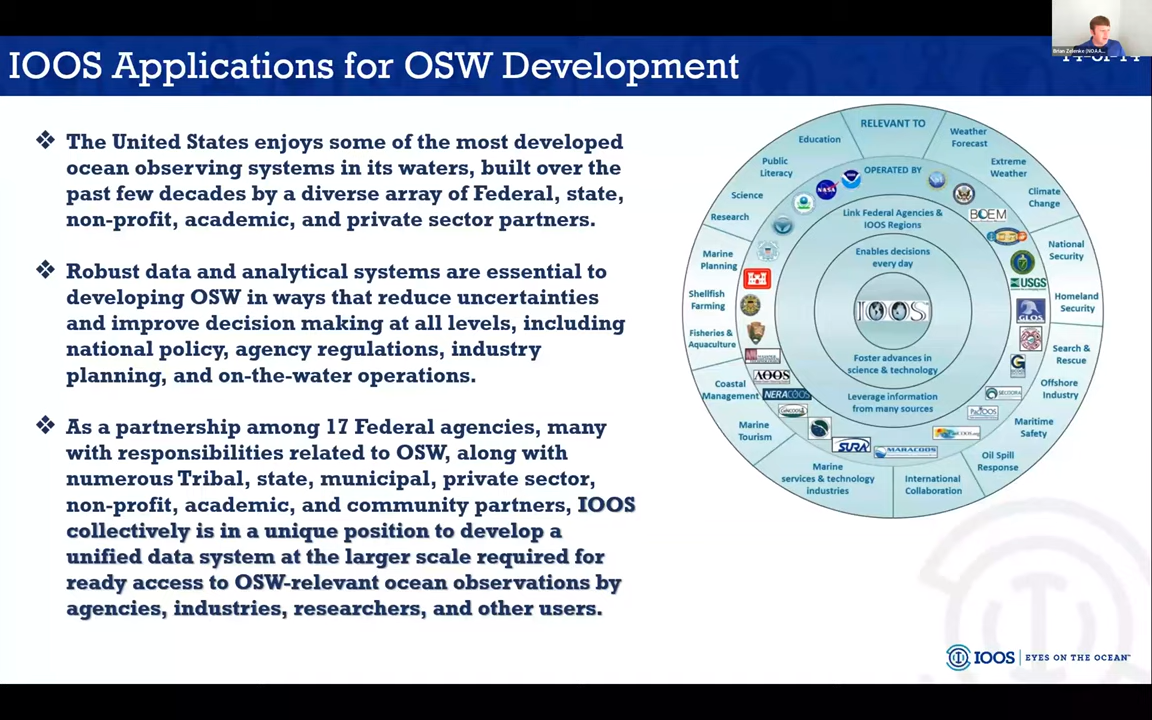 IOOS Applications for OSW Development
❖ The United States enjoys some of the most developed
ocean observing systems in its waters, built over the
past few decades by a diverse array of Federal, state,
non-profit, academic, and private sector partners.
❖ Robust data and analytical systems are essential to
developing OSW in ways that reduce uncertainties
and improve decision making at all levels, including
national policy, agency regulations, industry
planning, and on-the-water operations.
❖ As a partnership among 17 Federal agencies, many
with responsibilities related to OSW, along with
numerous Tribal, state, municipal, private sector,
non-profit, academic, and community partners, IOOS
collectively is in a unique position to develop a
unified data system at the larger scale required for
ready access to OSW-relevant ocean observations by
agencies, industries, researchers, and other users.
RELEVANT TO
Weather
Forecast
Extreme
Weather
Climate
Change
National
Security
Homeland
Security
Search &
Rescue
Offshore
Industry
Maritime
Safety
Oil Spill
Response
International
Collaboration
Marine
services & technology
industries
Marine
Tourism
Coastal
Management
Fisheries &
Aquaculture
Shellfish
Farming
Marine
Planning
Research
Science
Public
Literacy
Education
OPERATED BY
BOEM
USGS
GLOS
SECOORA
PacIOOS
MARACOOS
SURA
NERACOOS
AOOS
NASA
Link Federal Agencies &
IOOS Regions
Enables decisions
every day
IOOS
Foster advances in
science & technology
Leverage information
from many sources
IOOS
EYES ON THE OCEAN™
Brian Zelenke (NOAA...